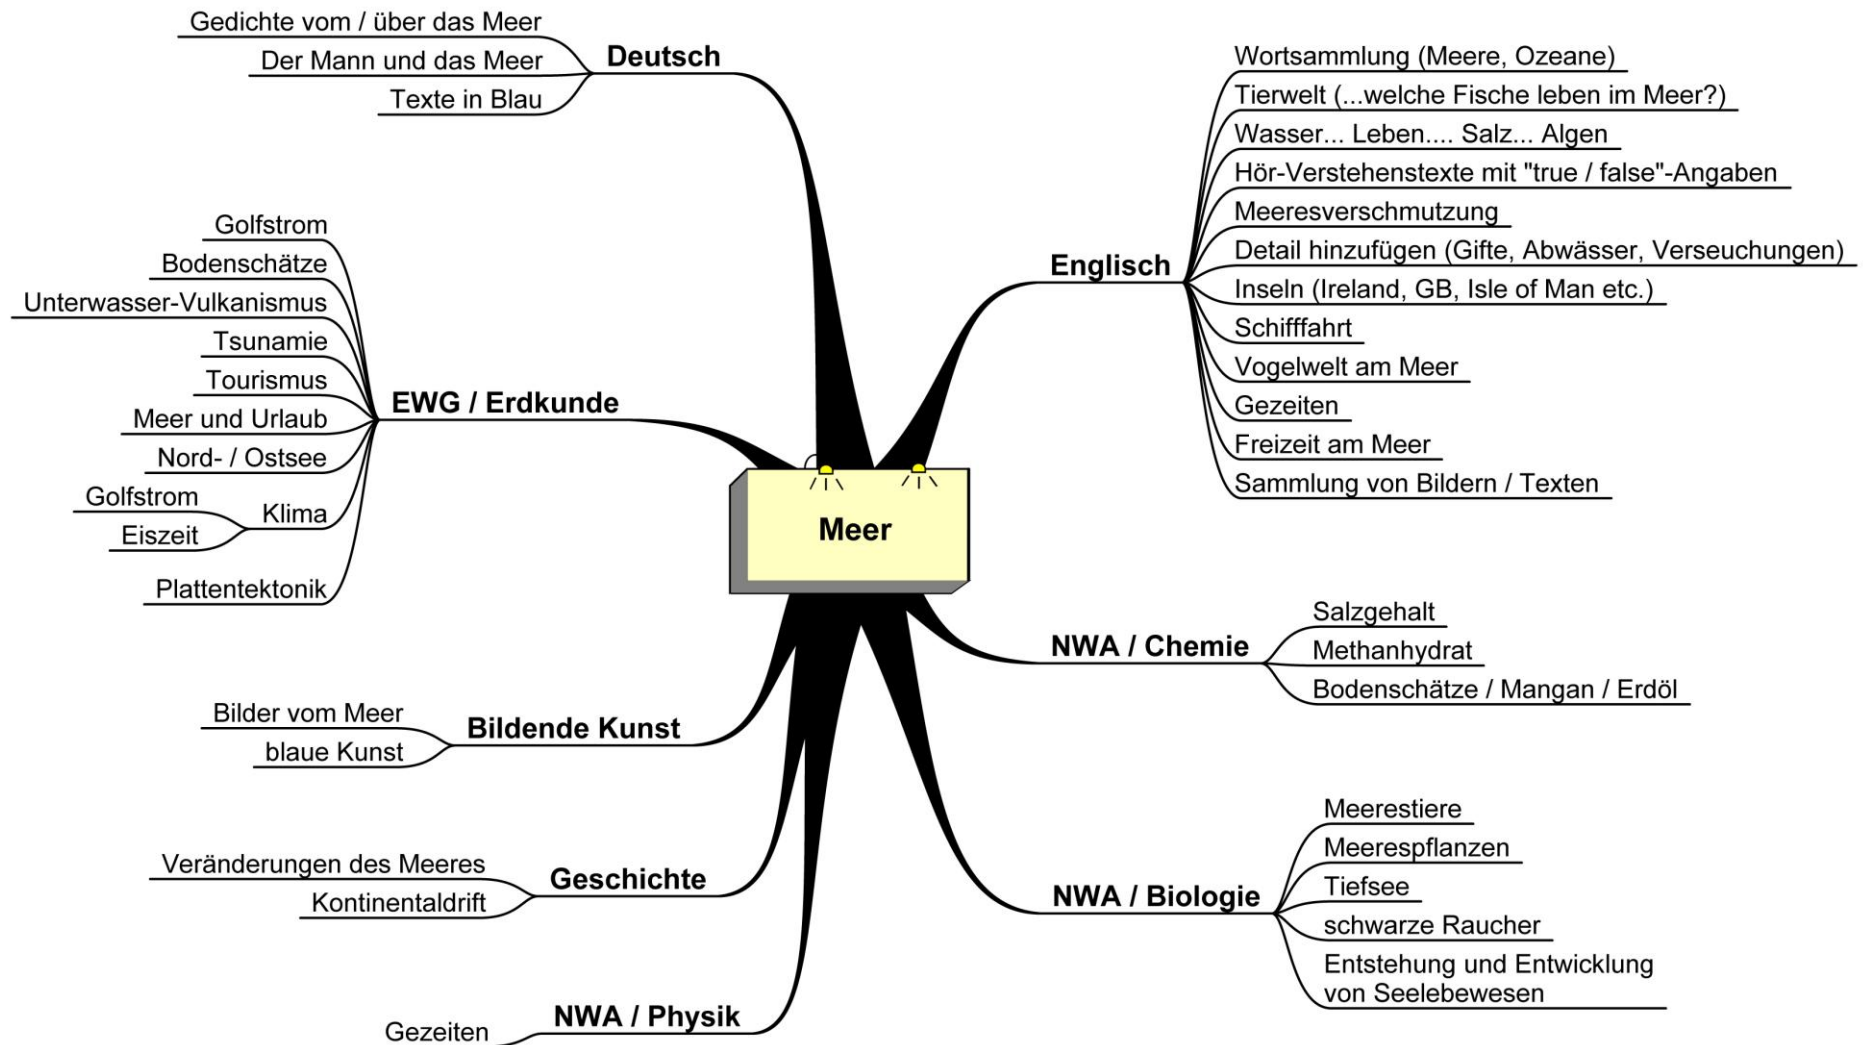 Meer
Deutsch
Gedichte vom / über das Meer
Der Mann und das Meer
Texte in Blau
EWG / Erdkunde
Golfstrom
Bodenschätze
Unterwasser-Vulkanismus
Tsunamie
Tourismus
Meer und Urlaub
Nord- / Ostsee
Klima
Golfstrom
Eiszeit
Plattentektonik
Bildende Kunst
Bilder vom Meer
blaue Kunst
Geschichte
Veränderungen des Meeres
Kontinentaldrift
NWA / Physik
Gezeiten
Englisch
Wortsammlung (Meere, Ozeane)
Tierwelt (...welche Fische leben im Meer?)
Wasser... Leben.... Salz... Algen
Hör-Verstehenstexte mit "true / false"-Angaben
Meeresverschmutzung
Detail hinzufügen (Gifte, Abwässer, Verseuchungen)
Inseln (Ireland, GB, Isle of Man etc.)
Schifffahrt
Vogelwelt am Meer
Gezeiten
Freizeit am Meer
Sammlung von Bildern / Texten
NWA / Chemie
Salzgehalt
Methanhydrat
Bodenschätze / Mangan / Erdöl
NWA / Biologie
Meerestiere
Meerespflanzen
Tiefsee
schwarze Raucher
Entstehung und Entwicklung
von Seelebewesen